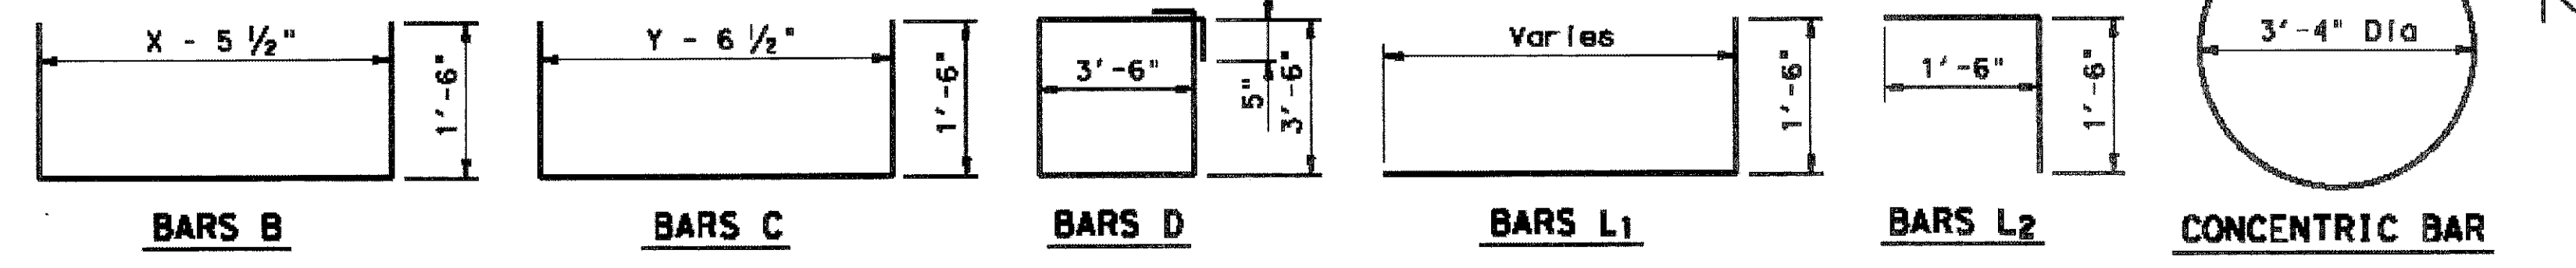 X - 5 1/2"
1'-6"
BARS B
Y - 6 1/2"
1'-6"
BARS C
3'-6"
5"
3'-6"
BARS D
Varies
1'-6"
BARS L1
1'-6"
1'-6"
BARS L2
3'-4" Dia
CONCENTRIC BAR